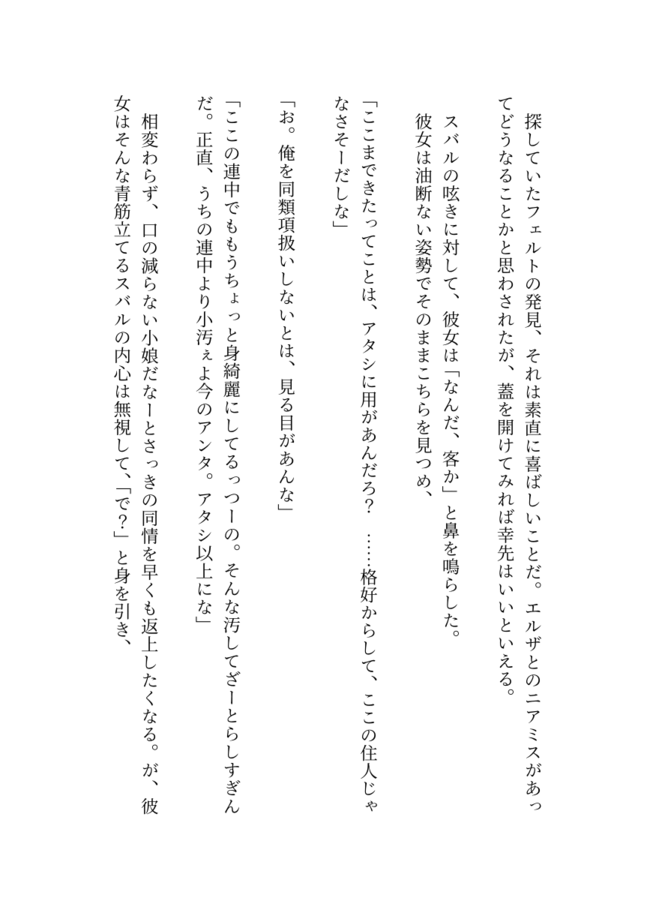 探していたフェルトの発見、それは素直に喜ばしいことだ。エルザとのニアミスがあっ
てどうなることかと思わされたが、蓋を開けてみれば幸先はいいといえる。
　スバルの呟きに対して、彼女は「なんだ、客か」と鼻を鳴らした。
　彼女は油断ない姿勢でそのままこちらを見つめ、
「ここまできたってことは、アタシに用があんだろ？　……格好からして、ここの住人じゃ
なさそーだしな」
「お。俺を同類項扱いしないとは、見る目があんな」
「ここの連中でももうちょっと身綺麗にしてるっつーの。そんな汚してざーとらしすぎん
だ。正直、うちの連中より小汚ぇよ今のアンタ。アタシ以上にな」
　相変わらず、口の減らない小娘だなーとさっきの同情を早くも返上したくなる。が、彼
女はそんな青筋立てるスバルの内心は無視して、「で？」と身を引き、